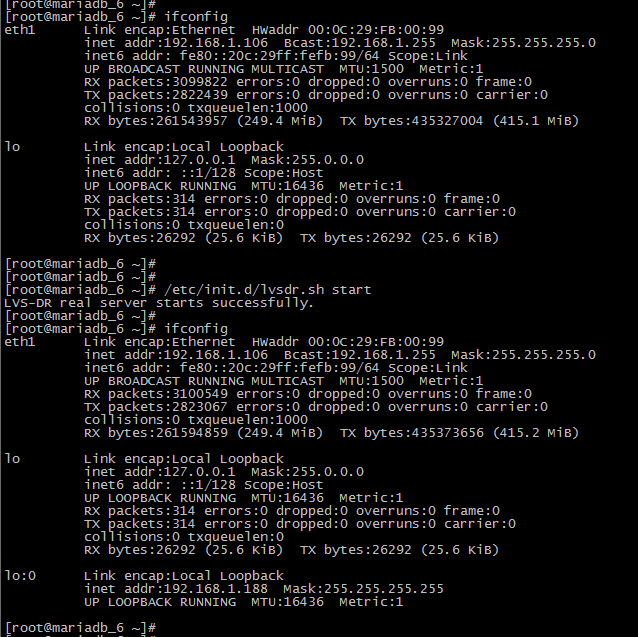 [root@mariadb_6 ~]#
[root@mariadb_6 ~]# ifconfig
eth1      Link encap:Ethernet  HWaddr 00:0C:29:FB:00:99
          inet addr:192.168.1.106  Bcast:192.168.1.255  Mask:255.255.255.0
          inet6 addr: fe80::20c:29ff:fefb:99/64 Scope:Link
          UP BROADCAST RUNNING MULTICAST  MTU:1500  Metric:1
          RX packets:3099822 errors:0 dropped:0 overruns:0 frame:0
          TX packets:2822439 errors:0 dropped:0 overruns:0 carrier:0
          collisions:0 txqueuelen:1000
          RX bytes:261543957 (249.4 MiB)  TX bytes:435327004 (415.1 MiB)
lo        Link encap:Local Loopback
          inet addr:127.0.0.1  Mask:255.0.0.0
          inet6 addr: ::1/128 Scope:Host
          UP LOOPBACK RUNNING  MTU:16436  Metric:1
          RX packets:314 errors:0 dropped:0 overruns:0 frame:0
          TX packets:314 errors:0 dropped:0 overruns:0 carrier:0
          collisions:0 txqueuelen:0
          RX bytes:26292 (25.6 KiB)  TX bytes:26292 (25.6 KiB)
[root@mariadb_6 ~]#
[root@mariadb_6 ~]#
[root@mariadb_6 ~]# /etc/init.d/lvsdr.sh start
LVS-DR real server starts successfully.
[root@mariadb_6 ~]#
[root@mariadb_6 ~]# ifconfig
eth1      Link encap:Ethernet  HWaddr 00:0C:29:FB:00:99
          inet addr:192.168.1.106  Bcast:192.168.1.255  Mask:255.255.255.0
          inet6 addr: fe80::20c:29ff:fefb:99/64 Scope:Link
          UP BROADCAST RUNNING MULTICAST  MTU:1500  Metric:1
          RX packets:3100549 errors:0 dropped:0 overruns:0 frame:0
          TX packets:2823067 errors:0 dropped:0 overruns:0 carrier:0
          collisions:0 txqueuelen:1000
          RX bytes:261594859 (249.4 MiB)  TX bytes:435373656 (415.2 MiB)
lo        Link encap:Local Loopback
          inet addr:127.0.0.1  Mask:255.0.0.0
          inet6 addr: ::1/128 Scope:Host
          UP LOOPBACK RUNNING  MTU:16436  Metric:1
          RX packets:314 errors:0 dropped:0 overruns:0 frame:0
          TX packets:314 errors:0 dropped:0 overruns:0 carrier:0
          collisions:0 txqueuelen:0
          RX bytes:26292 (25.6 KiB)  TX bytes:26292 (25.6 KiB)
lo:0      Link encap:Local Loopback
          inet addr:192.168.1.188  Mask:255.255.255.255
          UP LOOPBACK RUNNING  MTU:16436  Metric:1
[root@mariadb_6 ~]#